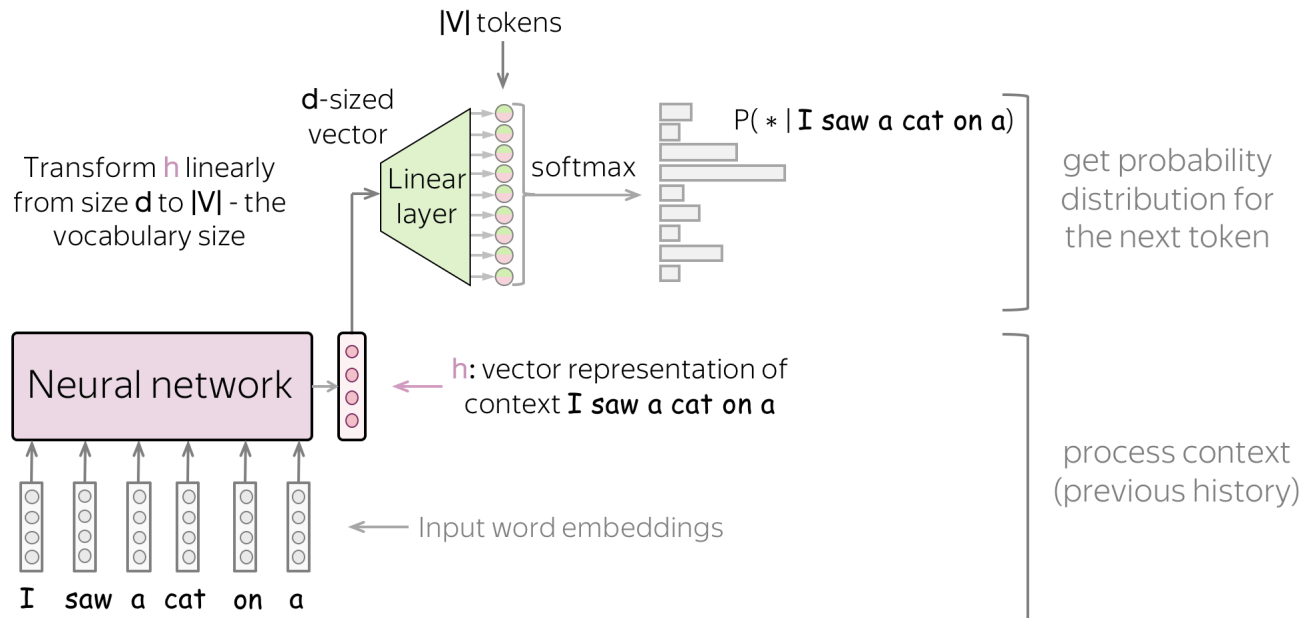 |V| tokens
d-sized
vector
Transform h linearly
from size d to |V| - the
vocabulary size
Linear
layer
softmax
P( * | I saw a cat on a)
get probability
distribution for
the next token
Neural network
h: vector representation of
context I saw a cat on a
process context
(previous history)
Input word embeddings
I saw a cat on a